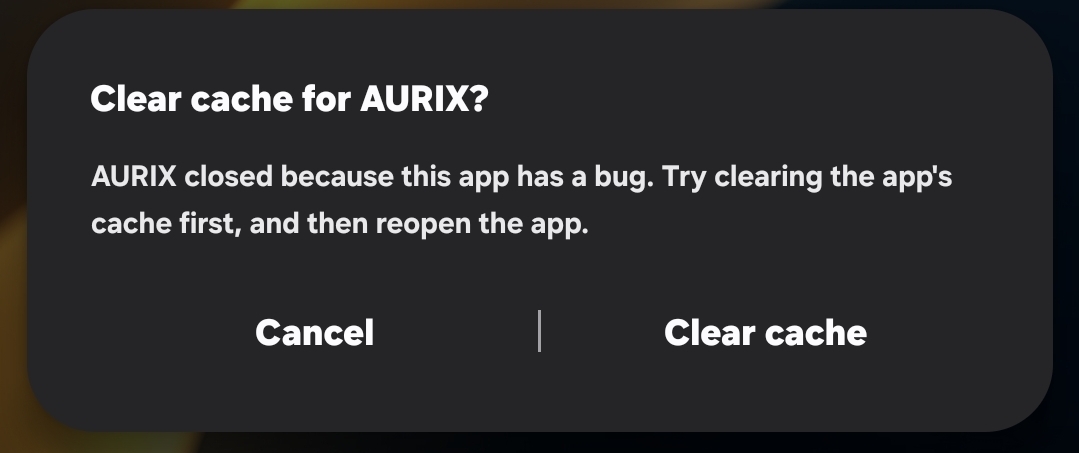 Clear cache for AURIX?
AURIX closed because this app has a bug. Try clearing the app's
cache first, and then reopen the app.
Cancel
Clear cache